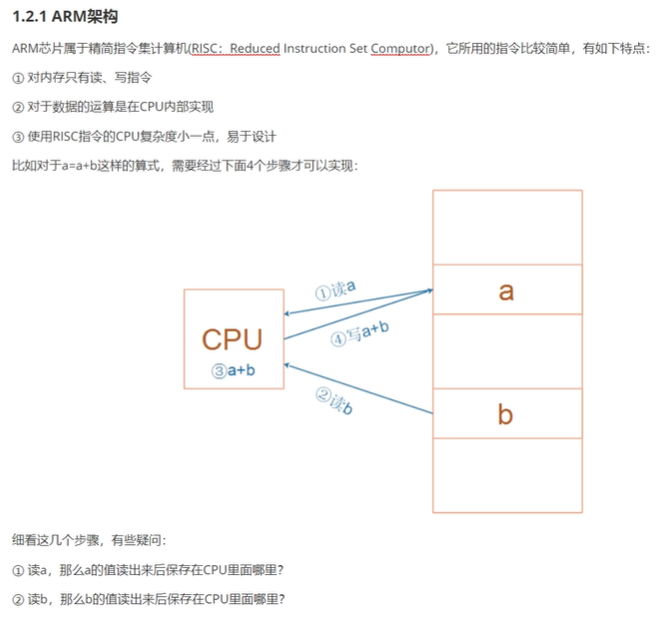 1.2.1 ARM架构
ARM芯片属于精简指令集计算机(RISC：Reduced Instruction Set Computor)，它所用的指令比较简单，有如下特点：
① 对内存只有读、写指令
② 对于数据的运算是在CPU内部实现
③ 使用RISC指令的CPU复杂度小一点，易于设计
比如对于a=a+b这样的算式，需要经过下面4个步骤才可以实现：
①读a
a
CPU
④写a+b
③a+b
②读b
b
细看这几个步骤，有些疑问：
① 读a，那么a的值读出来后保存在CPU里面哪里？
② 读b，那么b的值读出来后保存在CPU里面哪里？